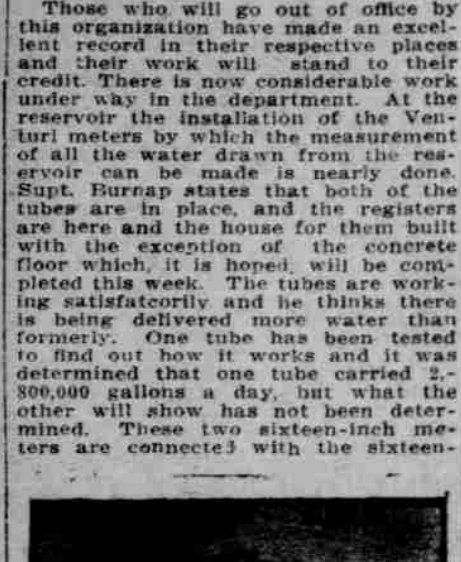 Those who will go out of office by
this organization have made an excel-
lent record in their respective places
and their work will stand to their
credit. There is now considerable work
under way in the department. At the
reservoir the installation of the Ven-
turi meters by which the measurement
of all the water drawn from the res-
ervoir can be made is nearly done.
Supt. Burnap states that both of the
tubes are in place, and the registers
are here and the house for them built
with the exception of the concrete
floor which, it is hoped, will be com-
pleted this week. The tubes are work-
ing satisfatcorily and he thinks there
is being delivered more water than
formerly. One tube has been tested
to find out how it works and it was
determined that one tube carried 2,-
800,000 gallons a day, but what the
other will show has not been deter-
mined. These two sixteen-inch me-
ters are connected with the sixteen-